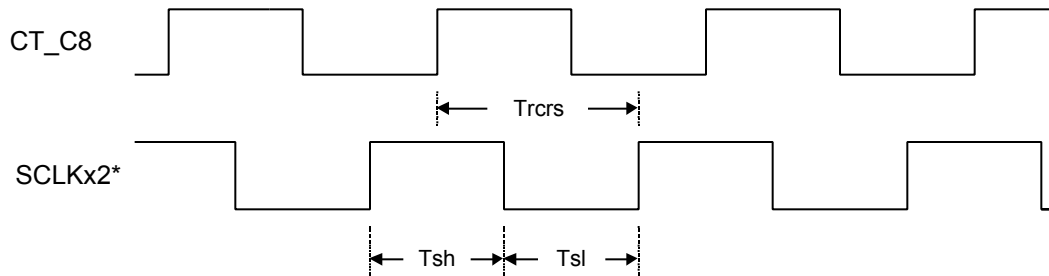 CT_C8
Trcrs
SCLKx2*
Tsh
Tsl